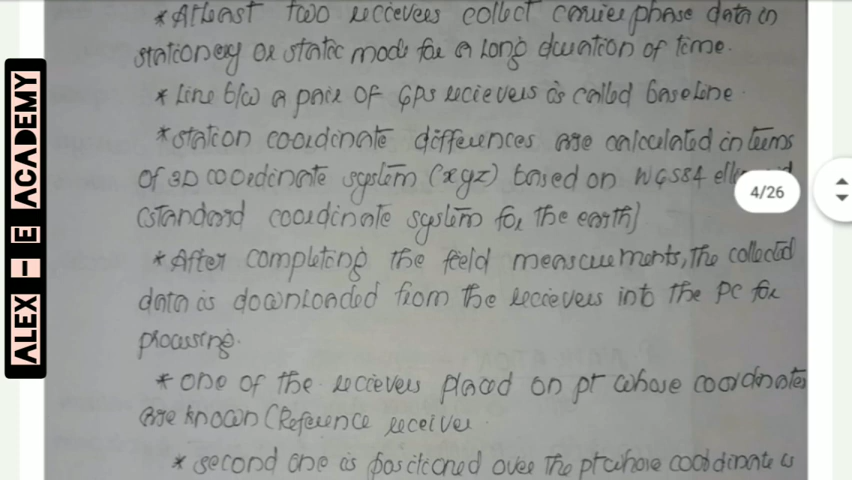 *Atleast two recievers collect carrier phase data in
stationery or static mode for a long duration of time.
* Line b/w a pair of GPS recievers is called baseline.
*station coordinate differences are calculated in terms
of 3D coordinate system (xyz) based on WGS84
(standard coordinate system for the earth)
*After completing the field measurements, the collected
data is downloaded from the recievers into the PC for
processing.
*one of the recievers placed on pt whose coordinates
are known (Reference receiver
* second one is positioned over the pt whose coordinate is
4/26
ALEX - E ACADEMY